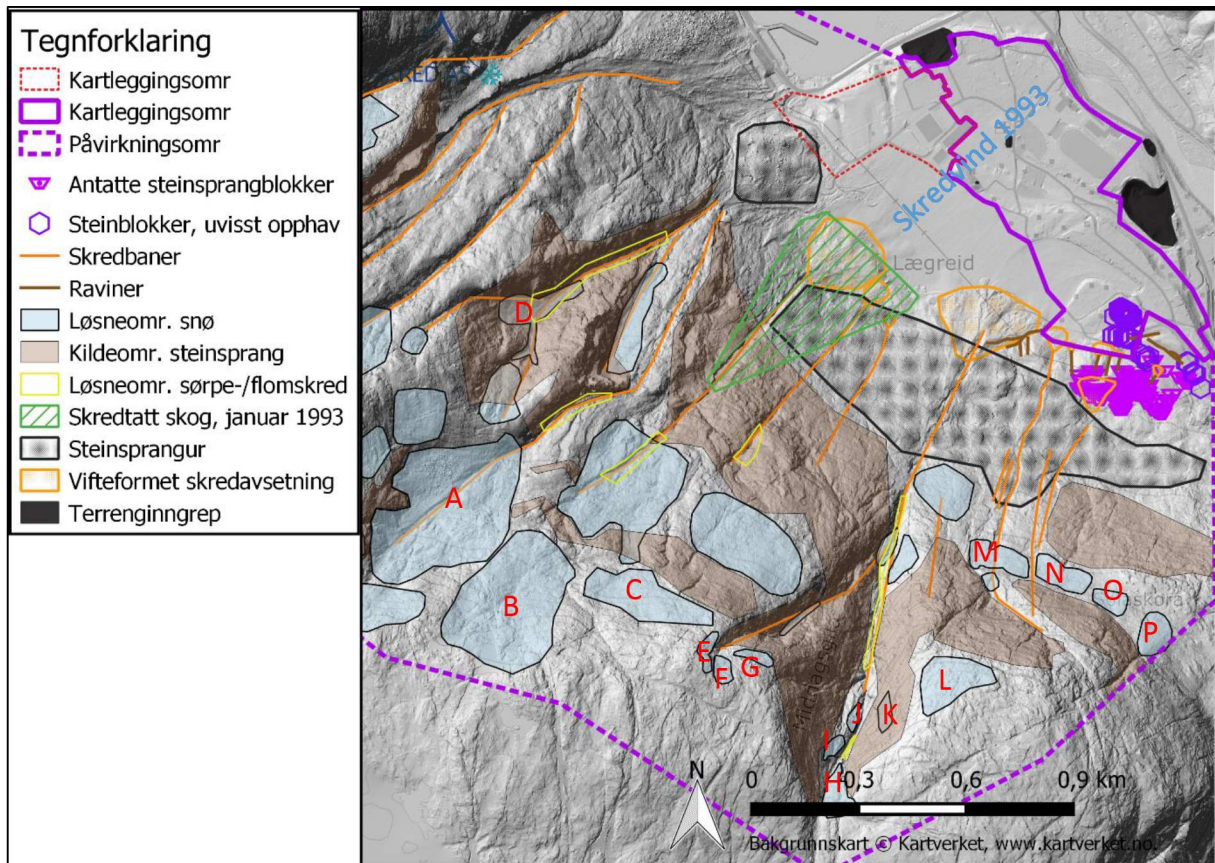 Tegnforklaring
Kartleggingsomr
Kartleggingsomr
Påvirkningsomr
Antatte steinsprangblokker
Steinblokker, uvisst opphav
Skredbaner
Raviner
Løsneomr. snø
Kildeomr. steinsprang
Løsneomr. sørpe-/flomskred
Skredtatt skog, januar 1993
Steinsprangur
Vifteformet skredavsetning
Terrenginngrep
Skredvind 1993
Lægreid
D
A
B
C
M
N
O
P
E
F
G
L
J
K
I
H
N
0 0,3 0,6 0,9 km
Bakgrunnskart © Kartverket, www.kartverket.no.